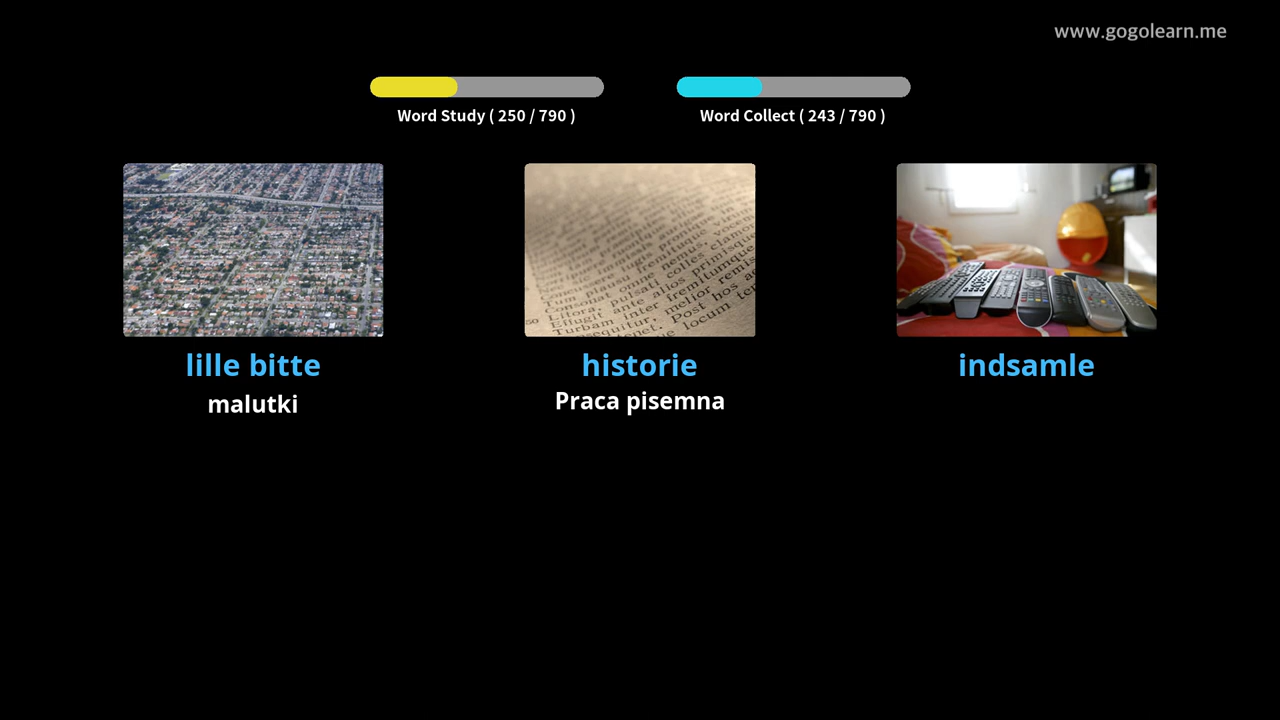 www.gogolearn.me
Word Study ( 250 / 790 )
Word Collect ( 243 / 790 )
lille bitte
historie
indsamle
malutki
Praca pisemna